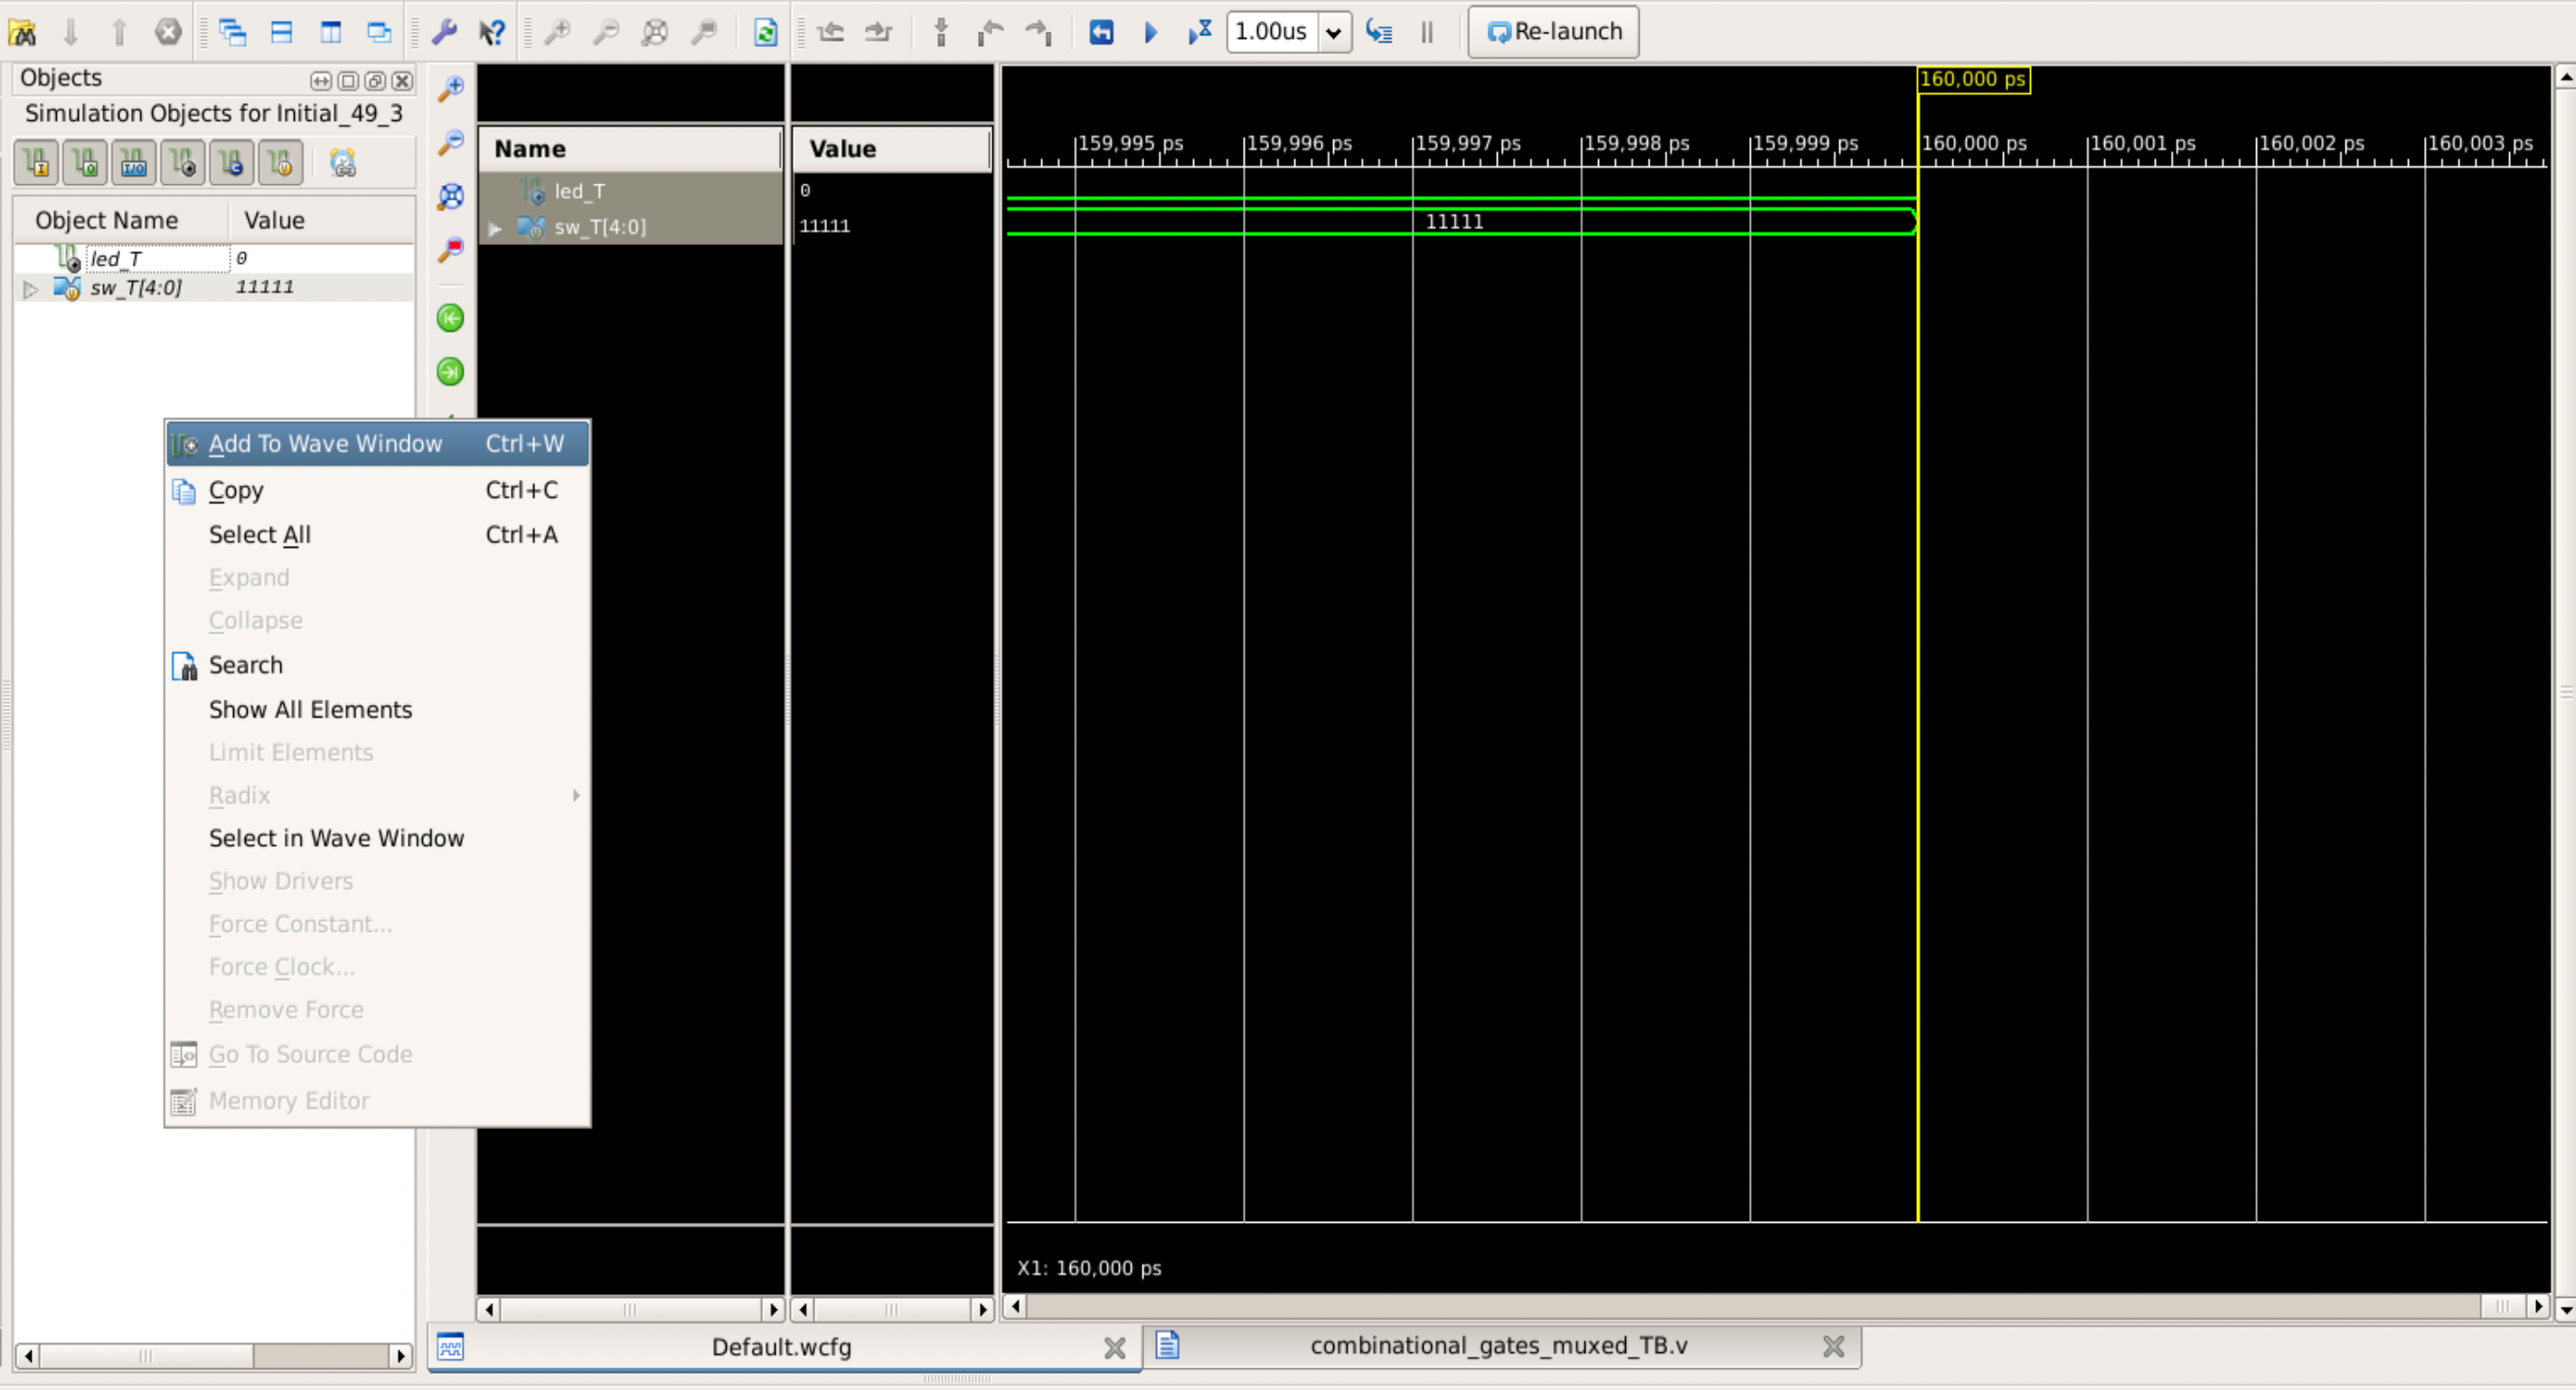 1.00us
Re-launch
Objects
Simulation Objects for Initial_49_3
I/O
Object Name Value
led_T 0
sw_T[4:0] 11111
Name
Value
led_T
0
sw_T[4:0]
11111
160,000 ps
159,995 ps 159,996 ps 159,997 ps 159,998 ps 159,999 ps 160,000 ps 160,001 ps 160,002 ps 160,003 ps
11111
Add To Wave Window Ctrl+W
Copy Ctrl+C
Select All Ctrl+A
Expand
Collapse
Search
Show All Elements
Limit Elements
Radix
Select in Wave Window
Show Drivers
Force Constant...
Force Clock...
Remove Force
Go To Source Code
Memory Editor
X1: 160,000 ps
Default.wcfg
combinational_gates_muxed_TB.v